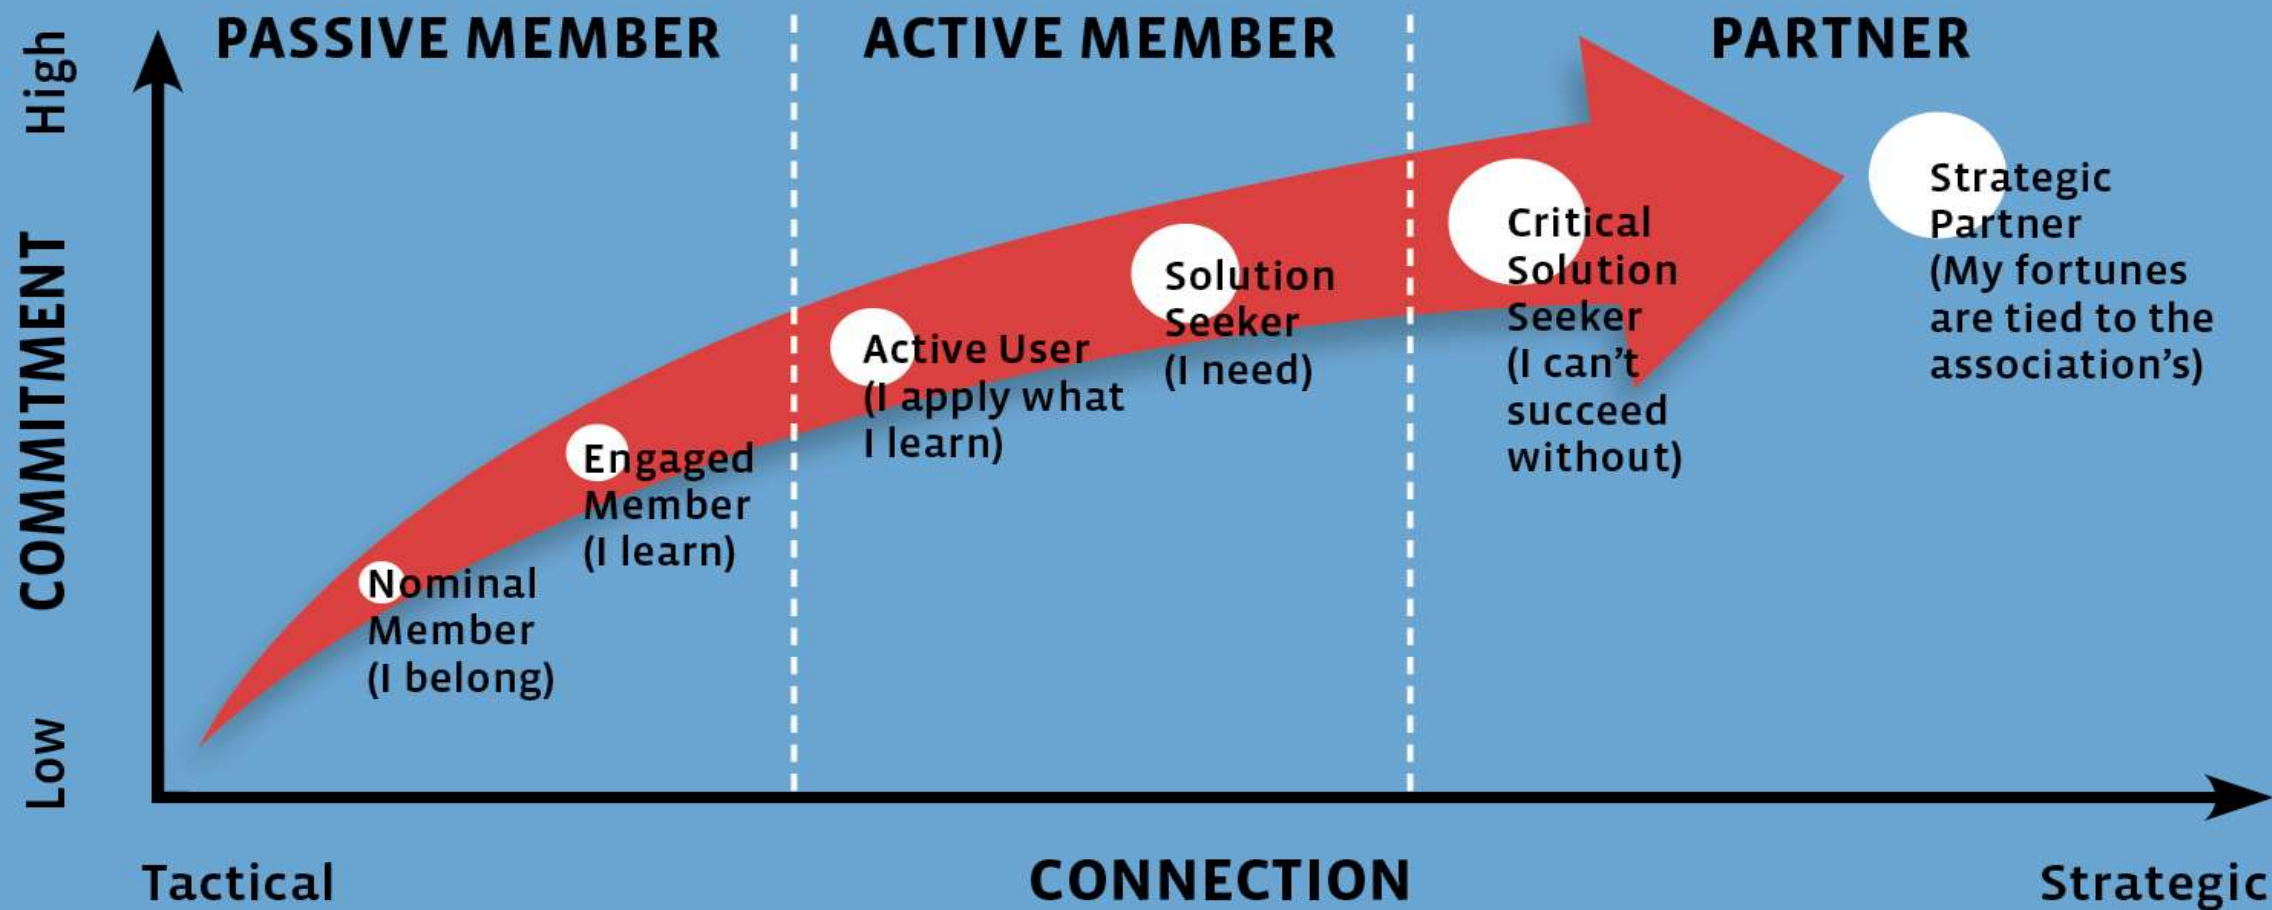 PASSIVE MEMBER
ACTIVE MEMBER
PARTNER
High
COMMITMENT
Low
Nominal
Member
(I belong)
Engaged
Member
(I learn)
Active User
(I apply what
I learn)
Solution
Seeker
(I need)
Critical
Solution
Seeker
(I can’t
succeed
without)
Strategic
Partner
(My fortunes
are tied to the
association’s)
Tactical
CONNECTION
Strategic